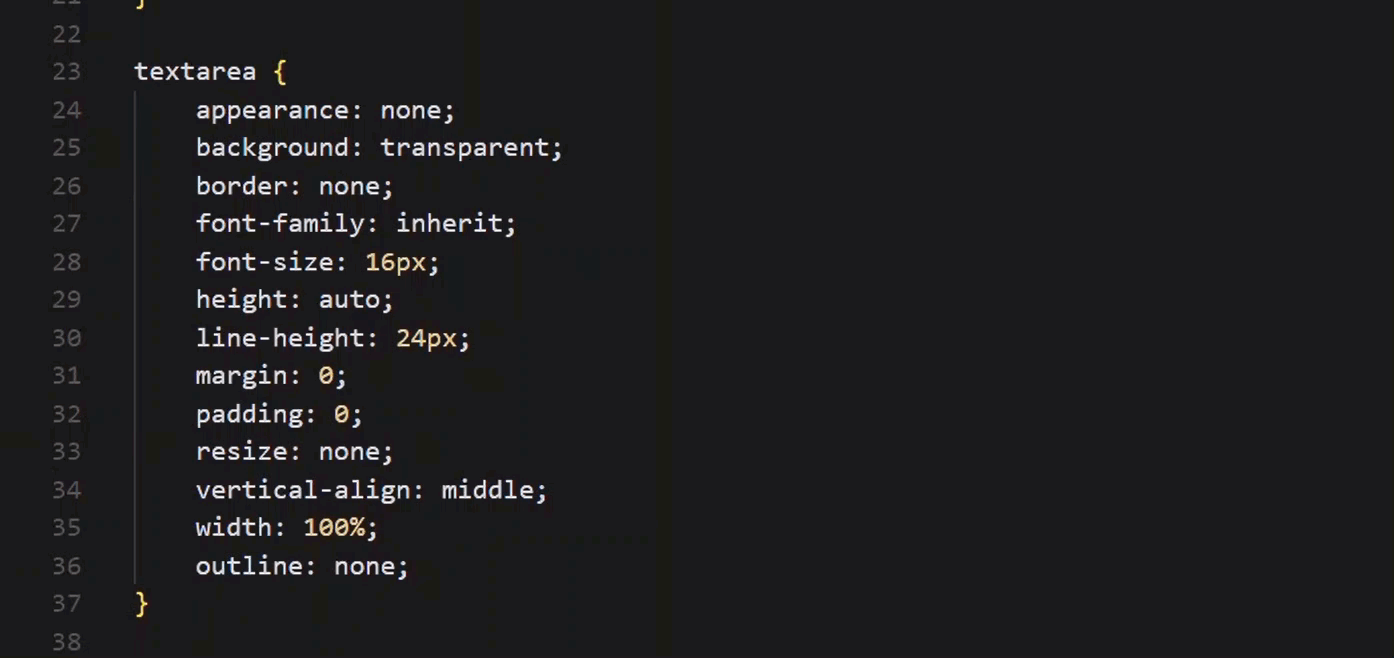 21 }
22
23 textarea {
24     appearance: none;
25     background: transparent;
26     border: none;
27     font-family: inherit;
28     font-size: 16px;
29     height: auto;
30     line-height: 24px;
31     margin: 0;
32     padding: 0;
33     resize: none;
34     vertical-align: middle;
35     width: 100%;
36     outline: none;
37 }
38